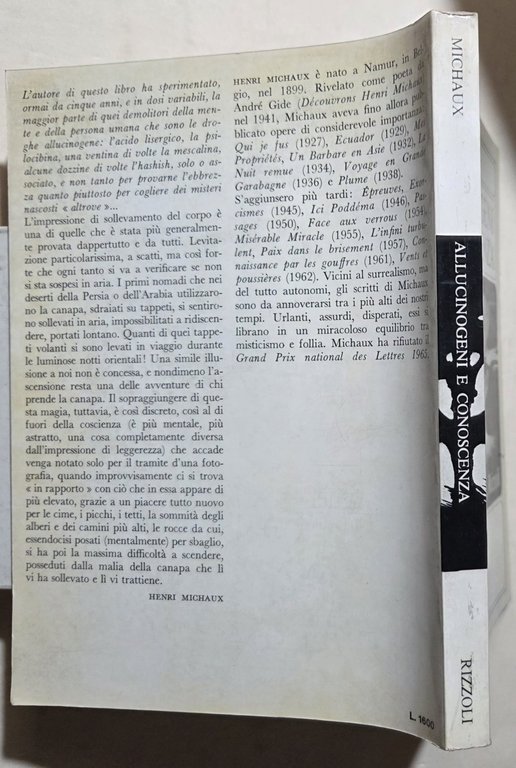 L'autore di questo libro ha sperimentato,
ormai da cinque anni, e in dosi variabili, la
maggior parte di quei demolitori della men-
te e della persona umana che sono le dro-
ghe allucinogene: l'acido lisergico, la psi-
locibina, una ventina di volte la mescalina,
alcune dozzine di volte l'hashish, solo o as-
sociato, e non tanto per provarne l'ebbrez-
za quanto piuttosto per cogliere dei misteri
nascosti « altrove »...
L'impressione di sollevamento del corpo è
una di quelle che è stata più generalmen-
te provata dappertutto e da tutti. Levita-
zione particolarissima, a scatti, ma così for-
te che ogni tanto si va a verificare se non
si sta sospesi in aria. I primi nomadi che nei
deserti della Persia o dell'Arabia utilizzaro-
no la canapa, sdraiati su tappeti, si sentiro-
no sollevati in aria, impossibilitati a ridiscen-
dere, portati lontano. Quanti di quei tappe-
ti volanti si sono levati in viaggio durante
le luminose notti orientali! Una simile illu-
sione a noi non è concessa, e nondimeno l'a-
scensione resta una delle avventure di chi
prende la canapa. Il sopraggiungere di que-
sta magia, tuttavia, è così discreto, così al di
fuori della coscienza (è più mentale, più
astratto, una cosa completamente diversa
dall'impressione di leggerezza) che accade
venga notato solo per il tramite d'una foto-
grafia, quando improvvisamente ci si trova
« in rapporto » con ciò che in essa appare di
più elevato, grazie a un piacere tutto nuovo
per le cime, i picchi, i tetti, la sommità degli
alberi e dei camini più alti, le rocce da cui,
essendocisi posati (mentalmente) per sbaglio,
si ha poi la massima difficoltà a scendere,
posseduti dalla malia della canapa che lì
vi ha sollevato e lì vi trattiene.
HENRI MICHAUX
HENRI MICHAUX è nato a Namur, in Bel-
gio, nel 1899. Rivelato come poeta da
André Gide (Découvrons Henri Michaux)
nel 1941, Michaux aveva fino allora pub-
blicato opere di considerevole importanza:
Qui je fus (1927), Ecuador (1929), Mes
Propriétés, Un Barbare en Asie (1932), La
Nuit remue (1934), Voyage en Grande
Garabagne (1936) e Plume (1938).
S'aggiunsero più tardi: Épreuves, Exor-
cismes (1945), Ici Poddéma (1946), Pas-
sages (1950), Face aux verrous (1954),
Misérable Miracle (1955), L'infini turbu-
lent, Paix dans le brisement (1957), Con-
naissance par les gouffres (1961), Vents et
poussières (1962). Vicini al surrealismo, ma
del tutto autonomi, gli scritti di Michaux
sono da annoverarsi tra i più alti dei nostri
tempi. Urlanti, assurdi, disperati, essi si
librano in un miracoloso equilibrio tra
misticismo e follia. Michaux ha rifiutato il
Grand Prix national des Lettres 1965.
L. 1600
MICHAUX
ALLUCINOGENI E CONOSCENZA
RIZZOLI